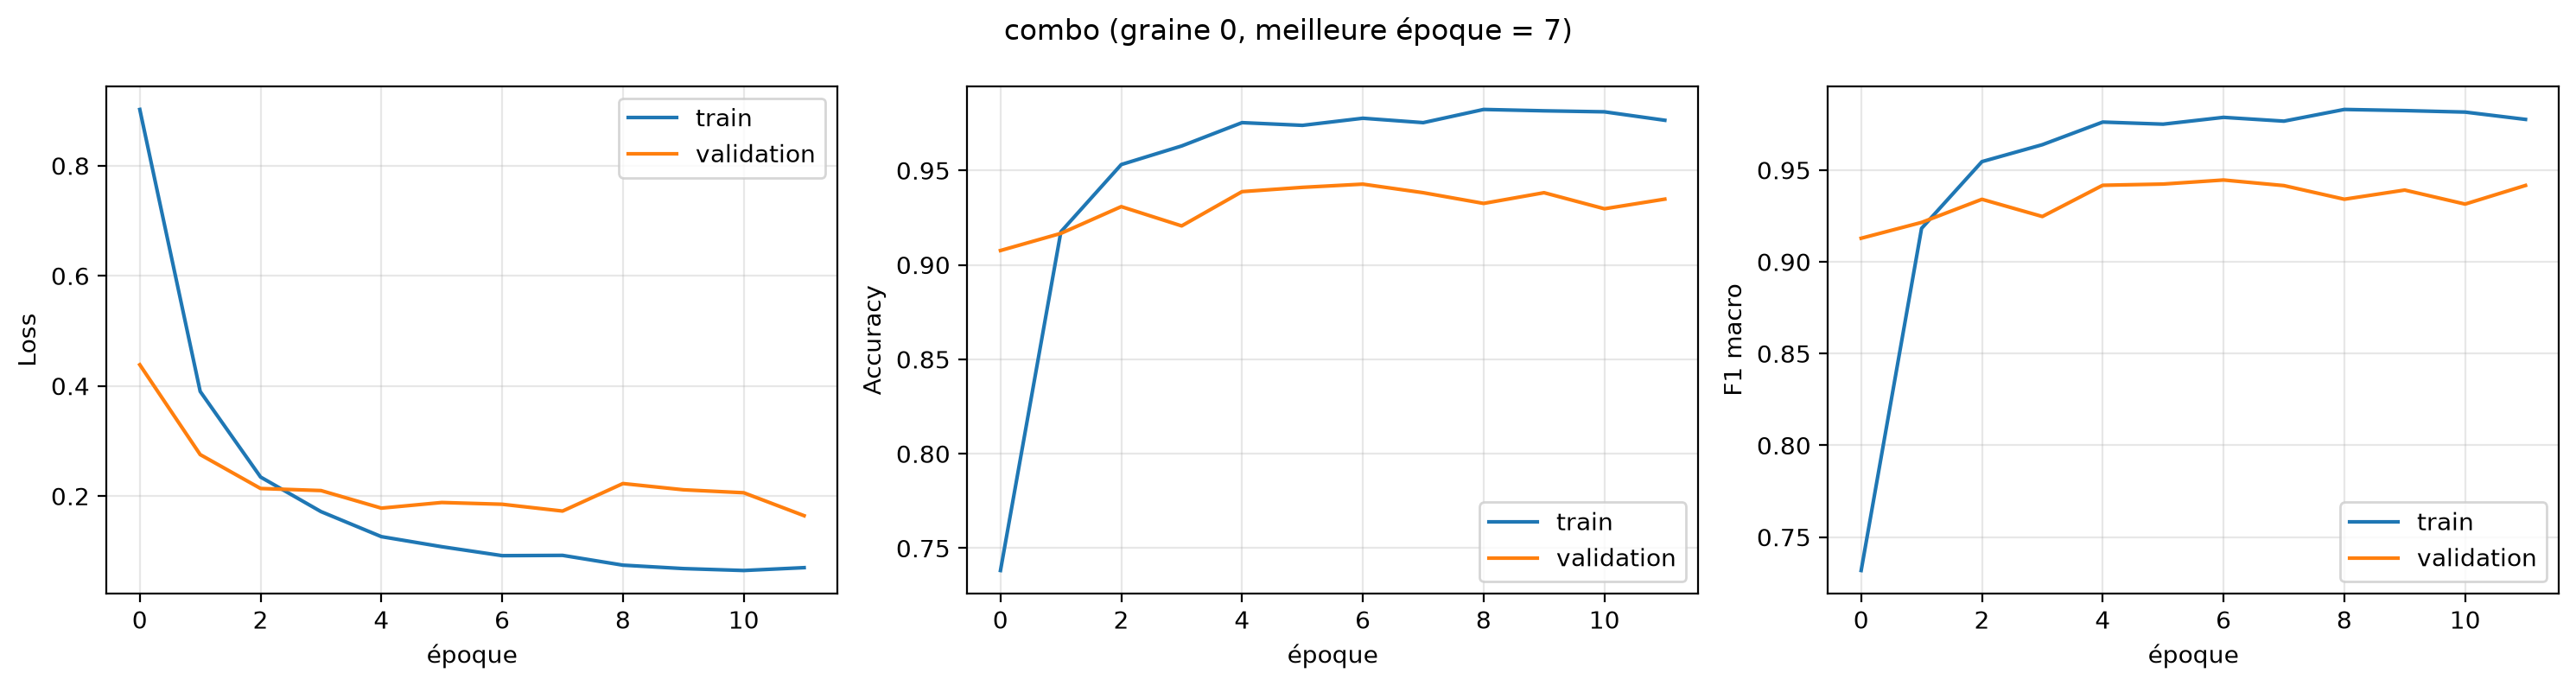 combo (graine 0, meilleure époque = 7)
Loss
0.8
0.6
0.4
0.2
0 2 4 6 8 10
époque
train
validation
Accuracy
0.95
0.90
0.85
0.80
0.75
0 2 4 6 8 10
époque
train
validation
F1 macro
0.95
0.90
0.85
0.80
0.75
0 2 4 6 8 10
époque
train
validation